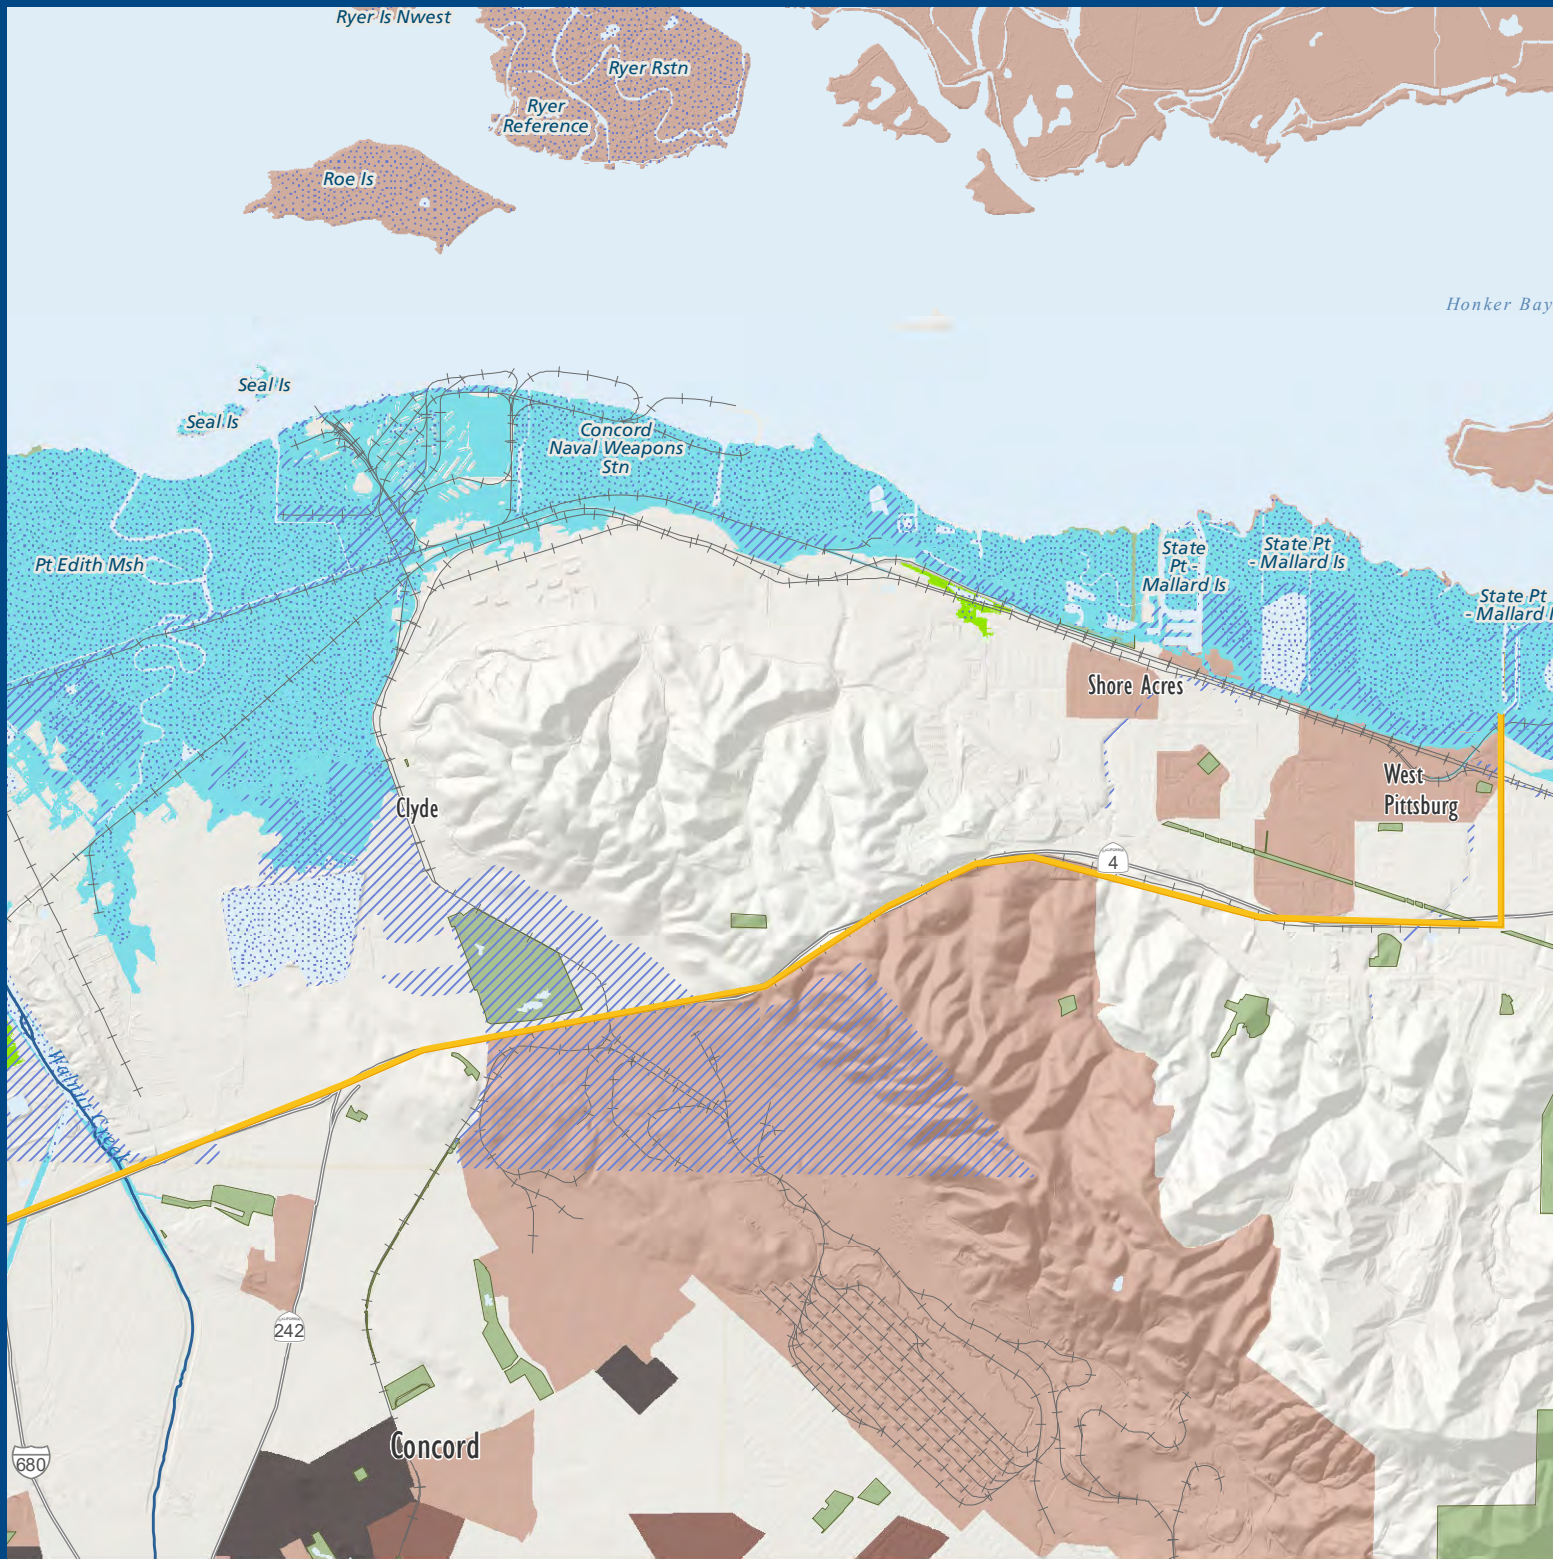 Ryer Is Nwest
Ryer Rstn
Ryer
Reference
Roe Is
Honker Bay
Seal Is
Seal Is
Concord
Naval Weapons
Stn
Pt Edith Msh
State
Pt -
Mallard Is
State Pt
- Mallard Is
State Pt
- Mallard I
Shore Acres
West
Pittsburg
Clyde
CALIFORNIA
4
Walnut Creek
CALIFORNIA
242
Concord
680